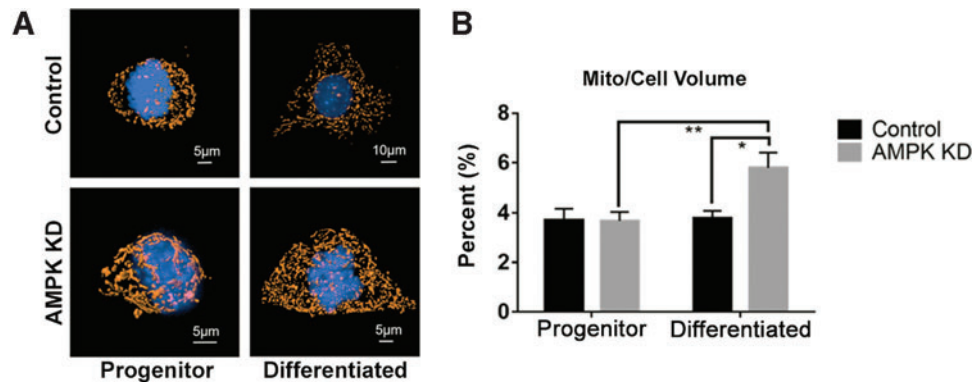 A
Control
5μm
10μm
AMPK KD
5μm
5μm
Progenitor
Differentiated
B
Mito/Cell Volume
Percent (%)
8
6
4
2
0
**
*
Progenitor
Differentiated
Control
AMPK KD